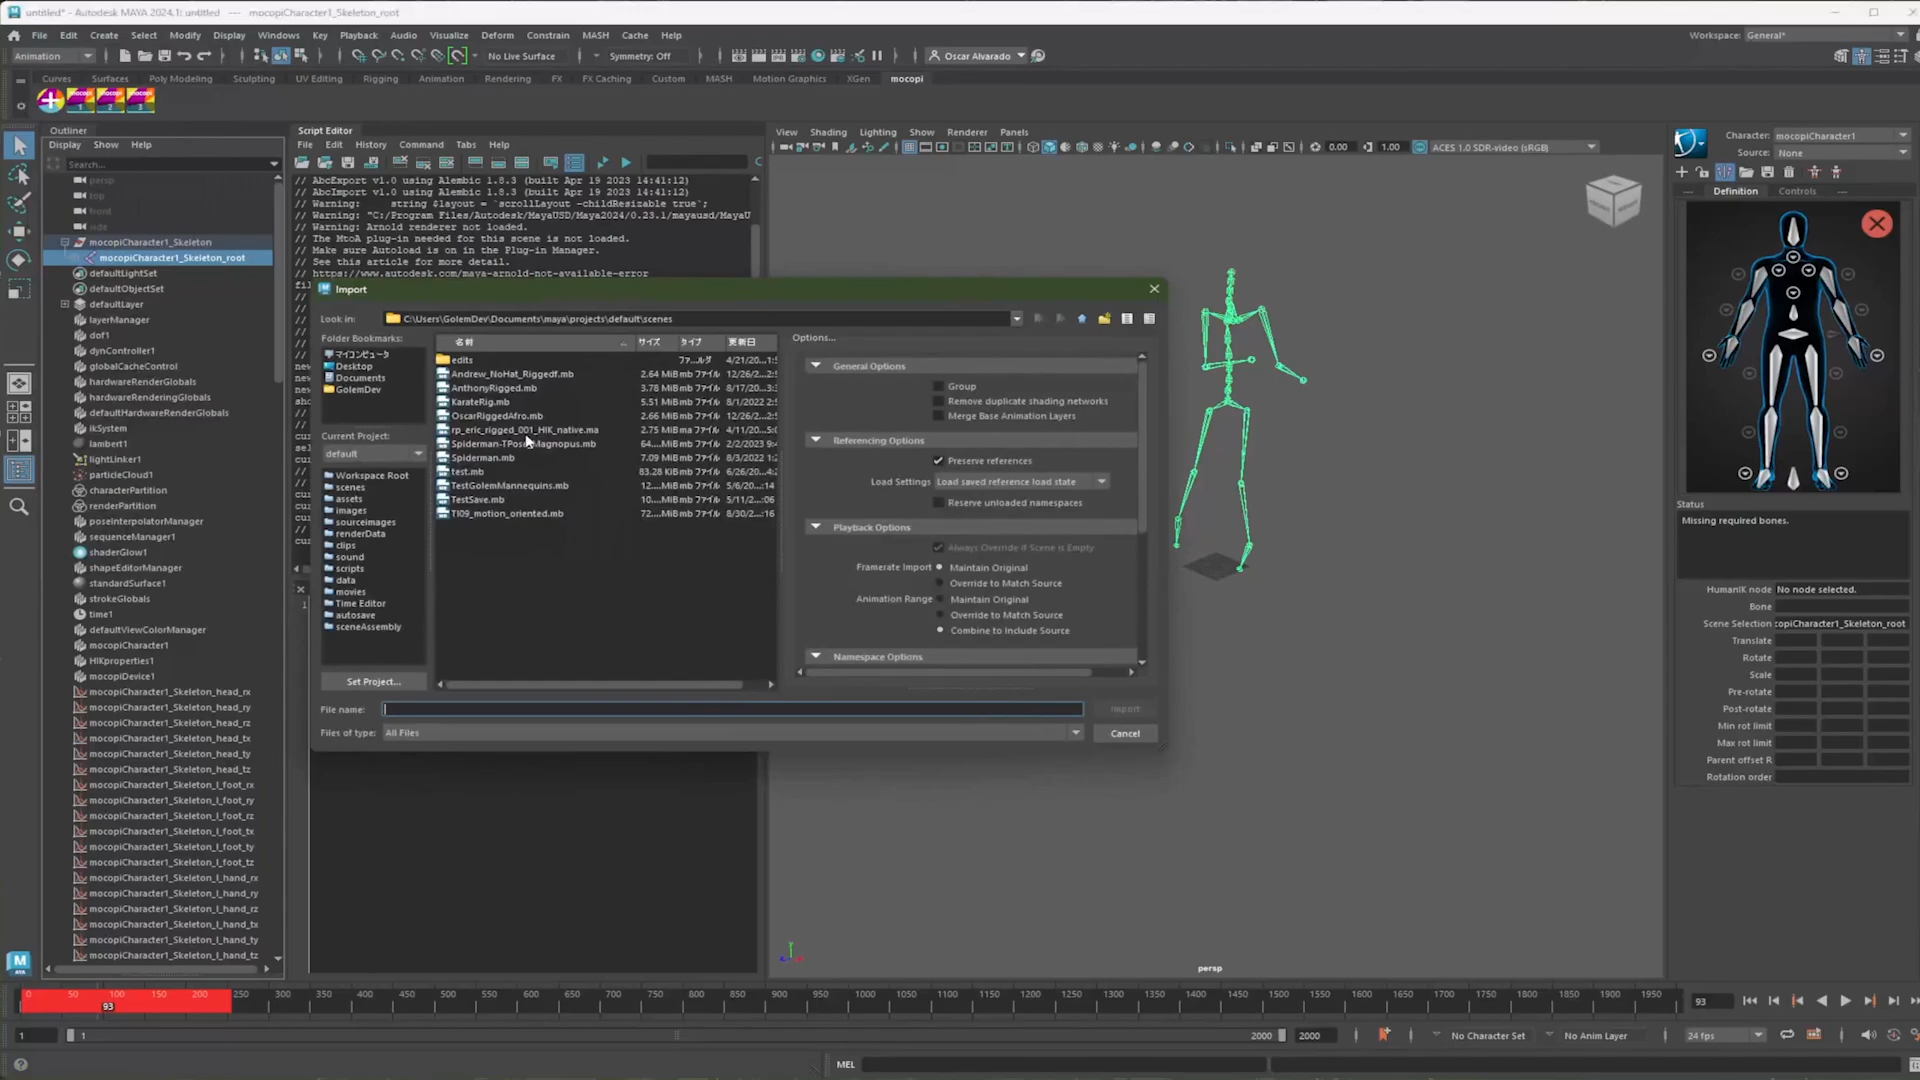 untitled* - Autodesk MAYA 2024.1: untitled --- mocopiCharacter1_Skeleton_root
File Edit Create Select Modify Display Windows Key Playback Audio Visualize Deform Constrain MASH Cache Help
Workspace: General*
Animation
No Live Surface
Symmetry: Off
Oscar Alvarado
Curves Surfaces Poly Modeling Sculpting UV Editing Rigging Animation Rendering FX FX Caching Custom MASH Motion Graphics XGen mocopi
mocopi 1 mocopi 2 mocopi 3
Outliner
Display Show Help
Search...
persp
top
front
side
mocopiCharacter1_Skeleton
mocopiCharacter1_Skeleton_root
defaultLightSet
defaultObjectSet
defaultLayer
layerManager
dof1
dynController1
globalCacheControl
hardwareRenderGlobals
hardwareRenderingGlobals
defaultHardwareRenderGlobals
ikSystem
lambert1
lightLinker1
particleCloud1
characterPartition
renderPartition
poseInterpolatorManager
sequenceManager1
shaderGlow1
shapeEditorManager
standardSurface1
strokeGlobals
time1
defaultViewColorManager
mocopiCharacter1
HIKproperties1
mocopiDevice1
mocopiCharacter1_Skeleton_head_rx
mocopiCharacter1_Skeleton_head_ry
mocopiCharacter1_Skeleton_head_rz
mocopiCharacter1_Skeleton_head_tx
mocopiCharacter1_Skeleton_head_ty
mocopiCharacter1_Skeleton_head_tz
mocopiCharacter1_Skeleton_l_foot_rx
mocopiCharacter1_Skeleton_l_foot_ry
mocopiCharacter1_Skeleton_l_foot_rz
mocopiCharacter1_Skeleton_l_foot_tx
mocopiCharacter1_Skeleton_l_foot_ty
mocopiCharacter1_Skeleton_l_foot_tz
mocopiCharacter1_Skeleton_l_hand_rx
mocopiCharacter1_Skeleton_l_hand_ry
mocopiCharacter1_Skeleton_l_hand_rz
mocopiCharacter1_Skeleton_l_hand_tx
mocopiCharacter1_Skeleton_l_hand_ty
mocopiCharacter1_Skeleton_l_hand_tz
Script Editor
File Edit History Command Tabs Help
// AbcExport v1.0 using Alembic 1.8.3 (built Apr 19 2023 14:41:12)
// AbcImport v1.0 using Alembic 1.8.3 (built Apr 19 2023 14:41:12)
// Warning: string $layout = `scrollLayout -childResizable true`;
// Warning: "C:/Program Files/Autodesk/MayaUSD/Maya2024/0.23.1/mayausd/MayaU
// Warning: Arnold renderer not loaded.
// The MtoA plug-in needed for this scene is not loaded.
// Make sure Autoload is on in the Plug-in Manager.
// See this article for more detail.
// https://www.autodesk.com/maya-arnold-not-available-error
Import
Look in: C:\Users\GolemDev\Documents\maya\projects\default\scenes
Folder Bookmarks:
マイコンピュータ
Desktop
Documents
GolemDev
Current Project:
default
Workspace Root
scenes
assets
images
sourceimages
renderData
clips
sound
scripts
data
movies
Time Editor
autosave
sceneAssembly
Set Project...
名前 サイズ タイプ 更新日
edits ファ...ルダ 4/21/20...1:5
Andrew_NoHat_Riggedf.mb 2.64 MiB mb ファイル 12/26/2...2:5
AnthonyRigged.mb 3.78 MiB mb ファイル 8/17/20...3:3
KarateRig.mb 5.51 MiB mb ファイル 8/1/2022 2:5
OscarRiggedAfro.mb 2.66 MiB mb ファイル 12/26/2...2:5
rp_eric_rigged_001_HIK_native.ma 2.75 MiB ma ファイル 8/1/2022 8:4
Spiderman-TPose-Magnopus.mb 64....MiB mb ファイル 2/2/2023 9:4
Spiderman.mb 7.09 MiB mb ファイル 8/3/2022 3:2
test.mb 83.28 KiB mb ファイル 6/26/20...4:2
TestGolemMannequins.mb 12....MiB mb ファイル 5/6/20...:14
TestSave.mb 10....MiB mb ファイル 5/11/2...:06
TI09_motion_oriented.mb 72....MiB mb ファイル 8/30/2...:16
Options...
General Options
Group
Remove duplicate shading networks
Merge Base Animation Layers
Referencing Options
Preserve references
Load Settings Load saved reference load state
Reserve unloaded namespaces
Playback Options
Always Override if Scene is Empty
Framerate Import Maintain Original
Override to Match Source
Animation Range Maintain Original
Override to Match Source
Combine to Include Source
Namespace Options
File name:
Import
Files of type: All Files
Cancel
View Shading Lighting Show Renderer Panels
0.00 1.00 ACES 1.0 SDR-video (sRGB)
persp
Character: mocopiCharacter1
Source: None
Definition Controls
Status
Missing required bones.
HumanIK node No node selected.
Bone
Scene Selection :opiCharacter1_Skeleton_root
Translate
Rotate
Scale
Pre-rotate
Post-rotate
Min rot limit
Max rot limit
Parent offset R
Rotation order
0 50 100 150 200 250 300 350 400 450 500 550 600 650 700 750 800 850 900 950 1000 1050 1100 1150 1200 1250 1300 1350 1400 1450 1500 1550 1600 1650 1700 1750 1800 1850 1900 1950
93
93
1 1 2000 2000 No Character Set No Anim Layer 24 fps
MEL